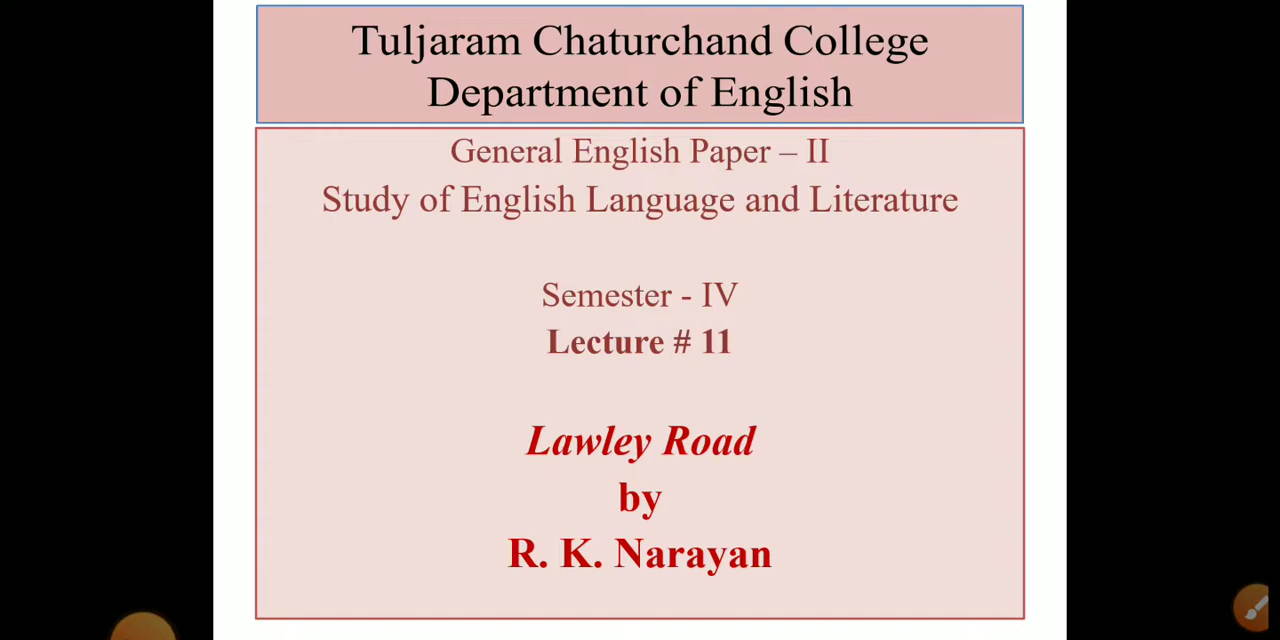 Tuljaram Chaturchand College
Department of English
General English Paper – II
Study of English Language and Literature
Semester - IV
Lecture # 11
Lawley Road
by
R. K. Narayan